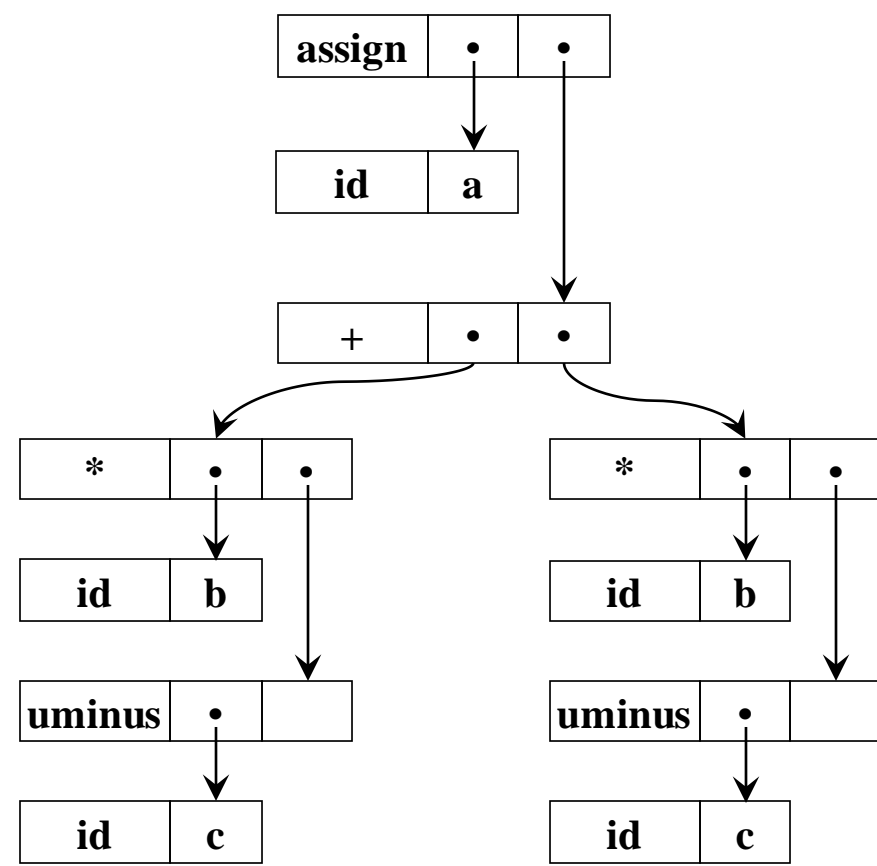 assign • •
id a
+ • •
* • • * • •
id b id b
uminus • uminus •
id c id c